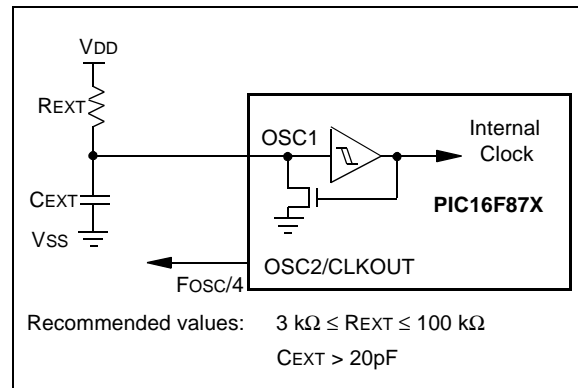 VDD
REXT
OSC1
Internal
Clock
CEXT
PIC16F87X
VSS
OSC2/CLKOUT
FOSC/4
Recommended values: 3 kΩ ≤ REXT ≤ 100 kΩ
CEXT > 20pF